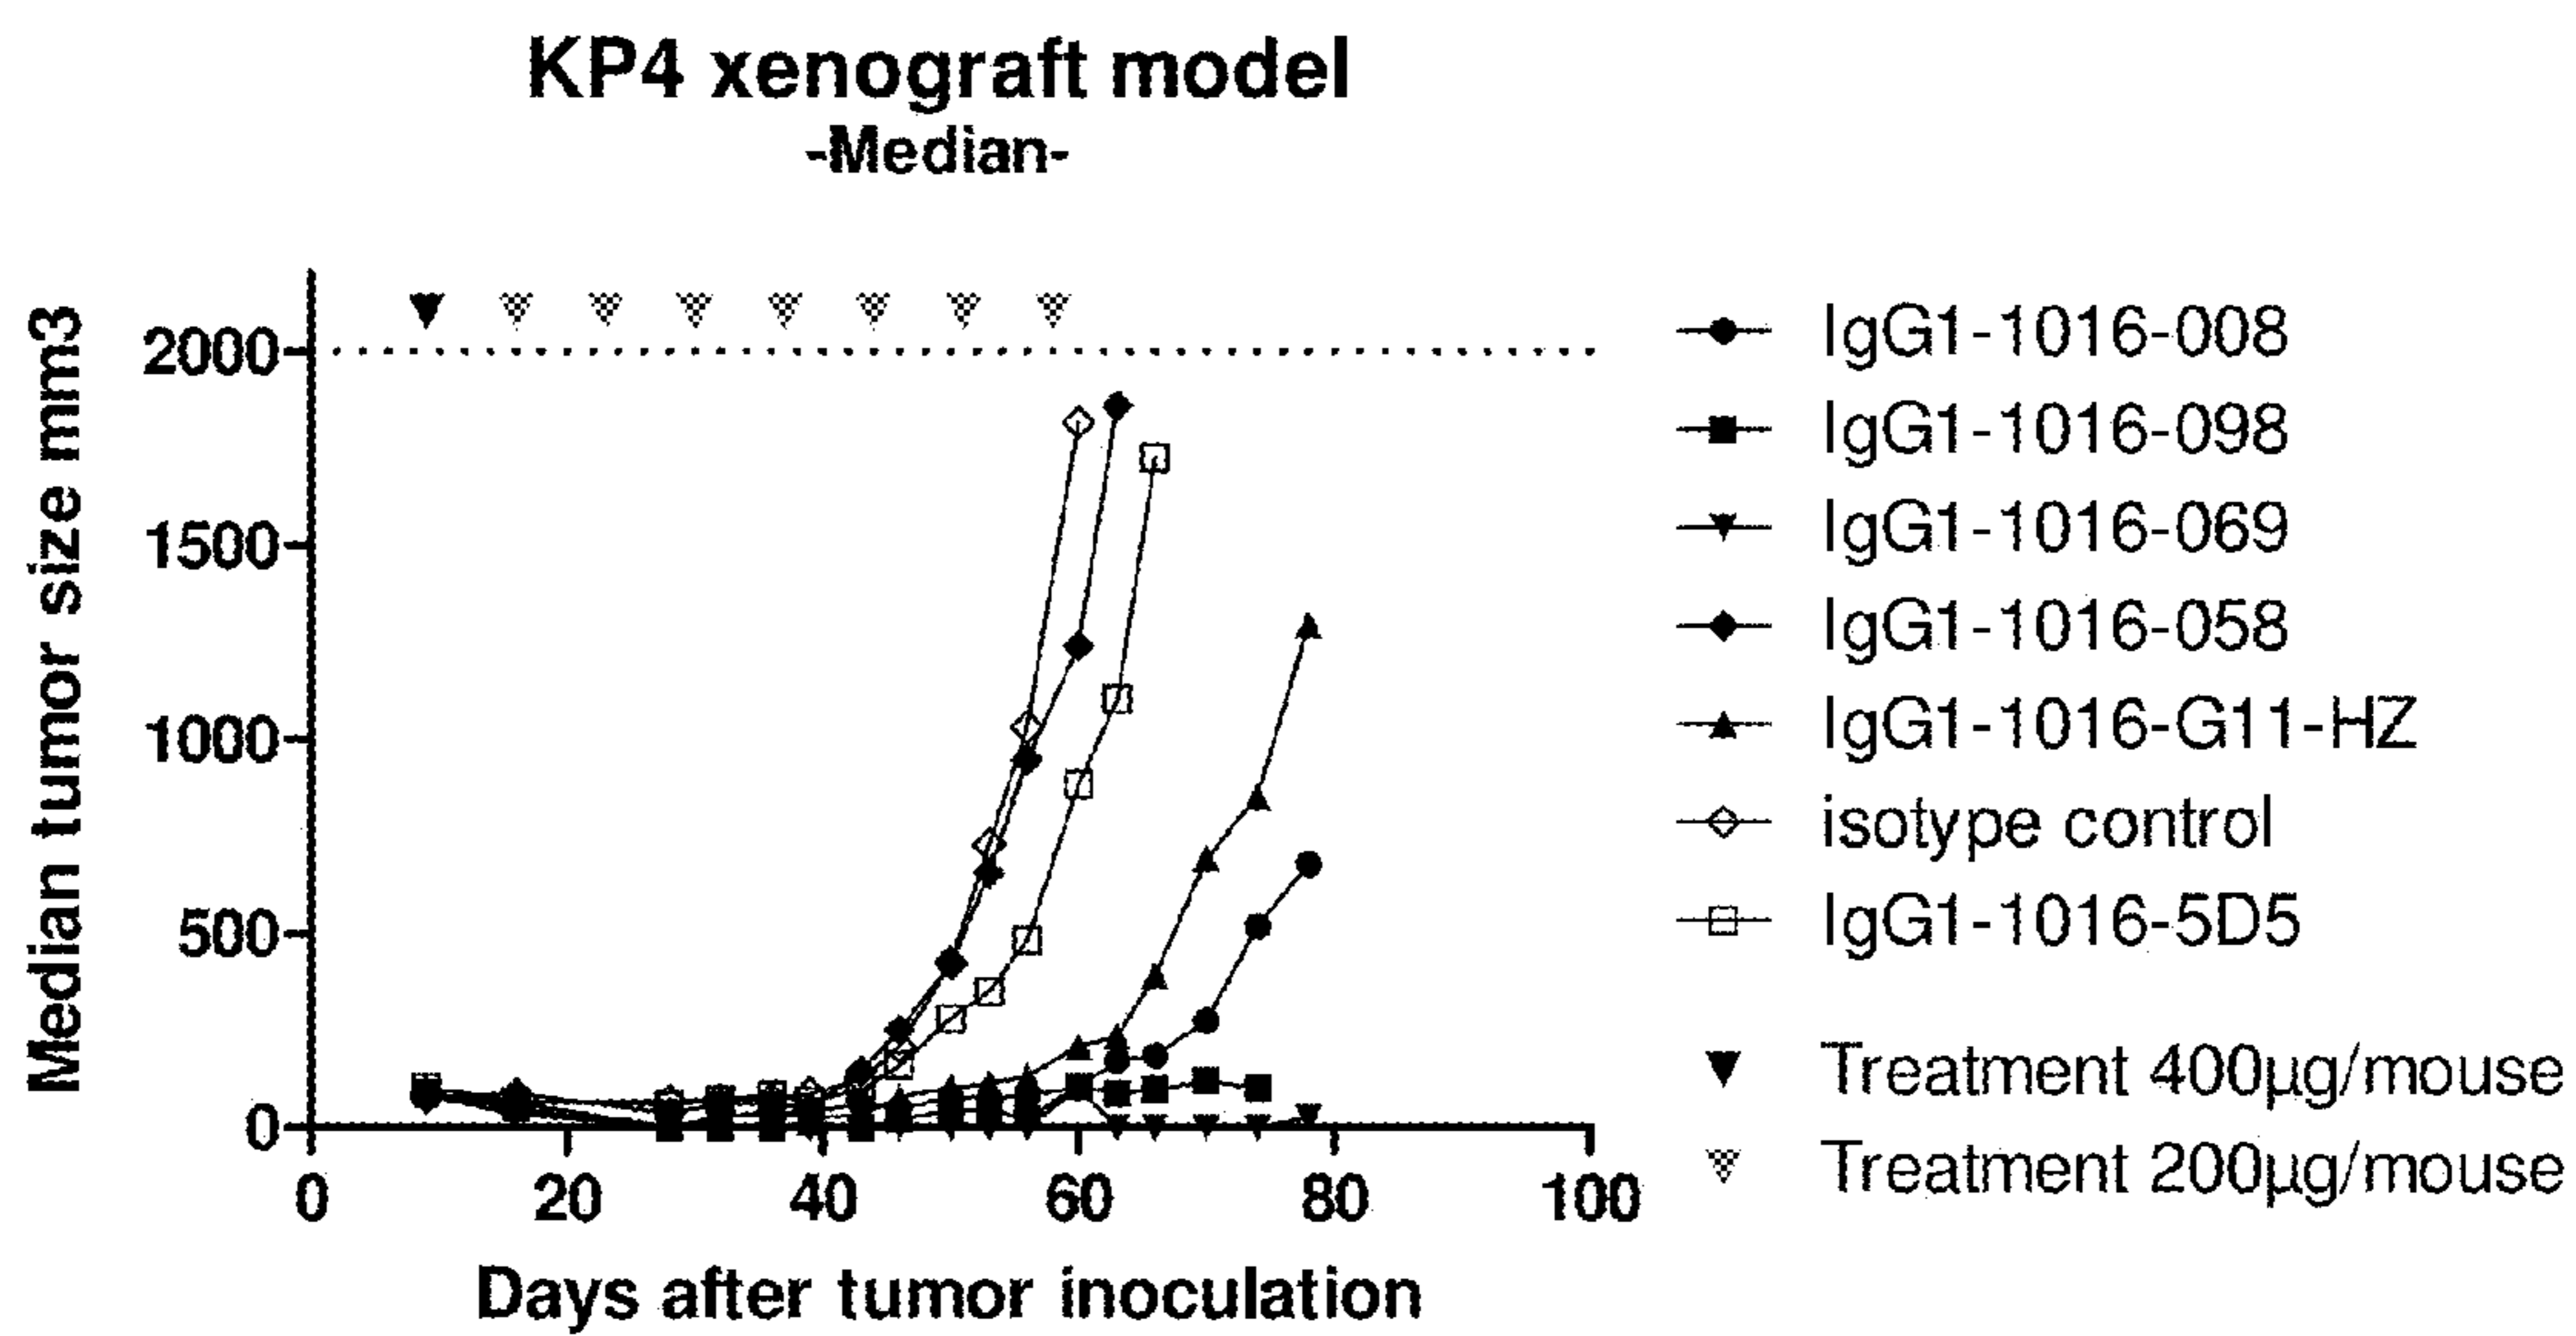 KP4 xenograft model
-Median-
Median tumor size mm3
2000
1500
1000
500
0
0 20 40 60 80 100
Days after tumor inoculation
IgG1-1016-008
IgG1-1016-098
IgG1-1016-069
IgG1-1016-058
IgG1-1016-G11-HZ
isotype control
IgG1-1016-5D5
Treatment 400µg/mouse
Treatment 200µg/mouse